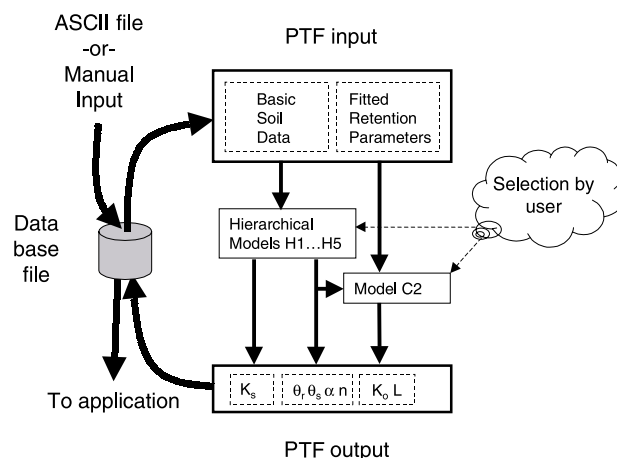 ASCII file
-or-
Manual
Input
PTF input
Basic
Soil
Data
Fitted
Retention
Parameters
Selection by
user
Hierarchical
Models H1...H5
Data
base
file
Model C2
Ks
θr θs α n
Ko L
To application
PTF output